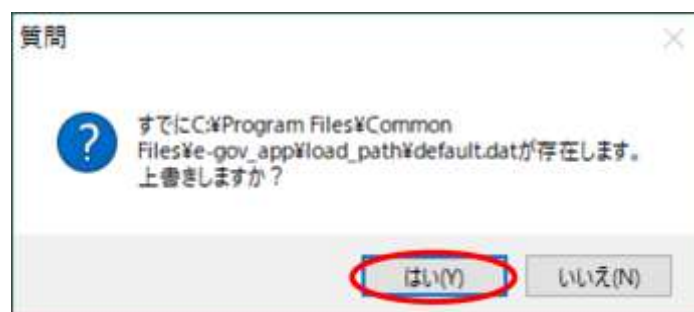 質問
すでにC:¥Program Files¥Common
Files¥e-gov_app¥load_path¥default.datが存在します。
上書きしますか？
はい(Y) いいえ(N)